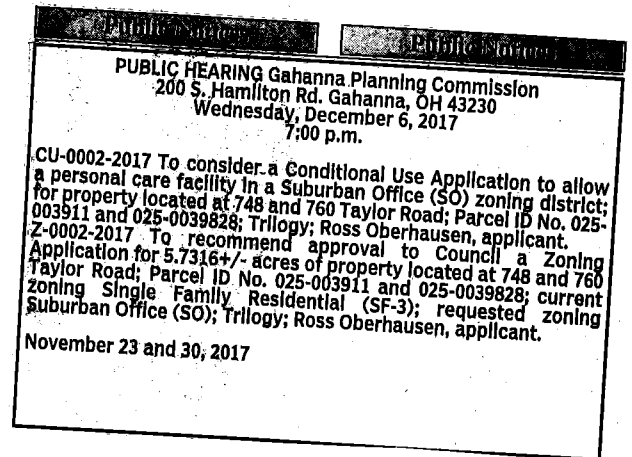 Public Notices Public Notices
PUBLIC HEARING Gahanna Planning Commission
200 S. Hamilton Rd. Gahanna, OH 43230
Wednesday, December 6, 2017
7:00 p.m.
CU-0002-2017 To consider a Conditional Use Application to allow
a personal care facility in a Suburban Office (SO) zoning district;
for property located at 748 and 760 Taylor Road; Parcel ID No. 025-
003911 and 025-0039828; Trilogy; Ross Oberhausen, applicant.
Z-0002-2017 To recommend approval to Council a Zoning
Application for 5.7316+/- acres of property located at 748 and 760
Taylor Road; Parcel ID No. 025-003911 and 025-0039828; current
zoning Single Family Residential (SF-3); requested zoning
Suburban Office (SO); Trilogy; Ross Oberhausen, applicant.
November 23 and 30, 2017